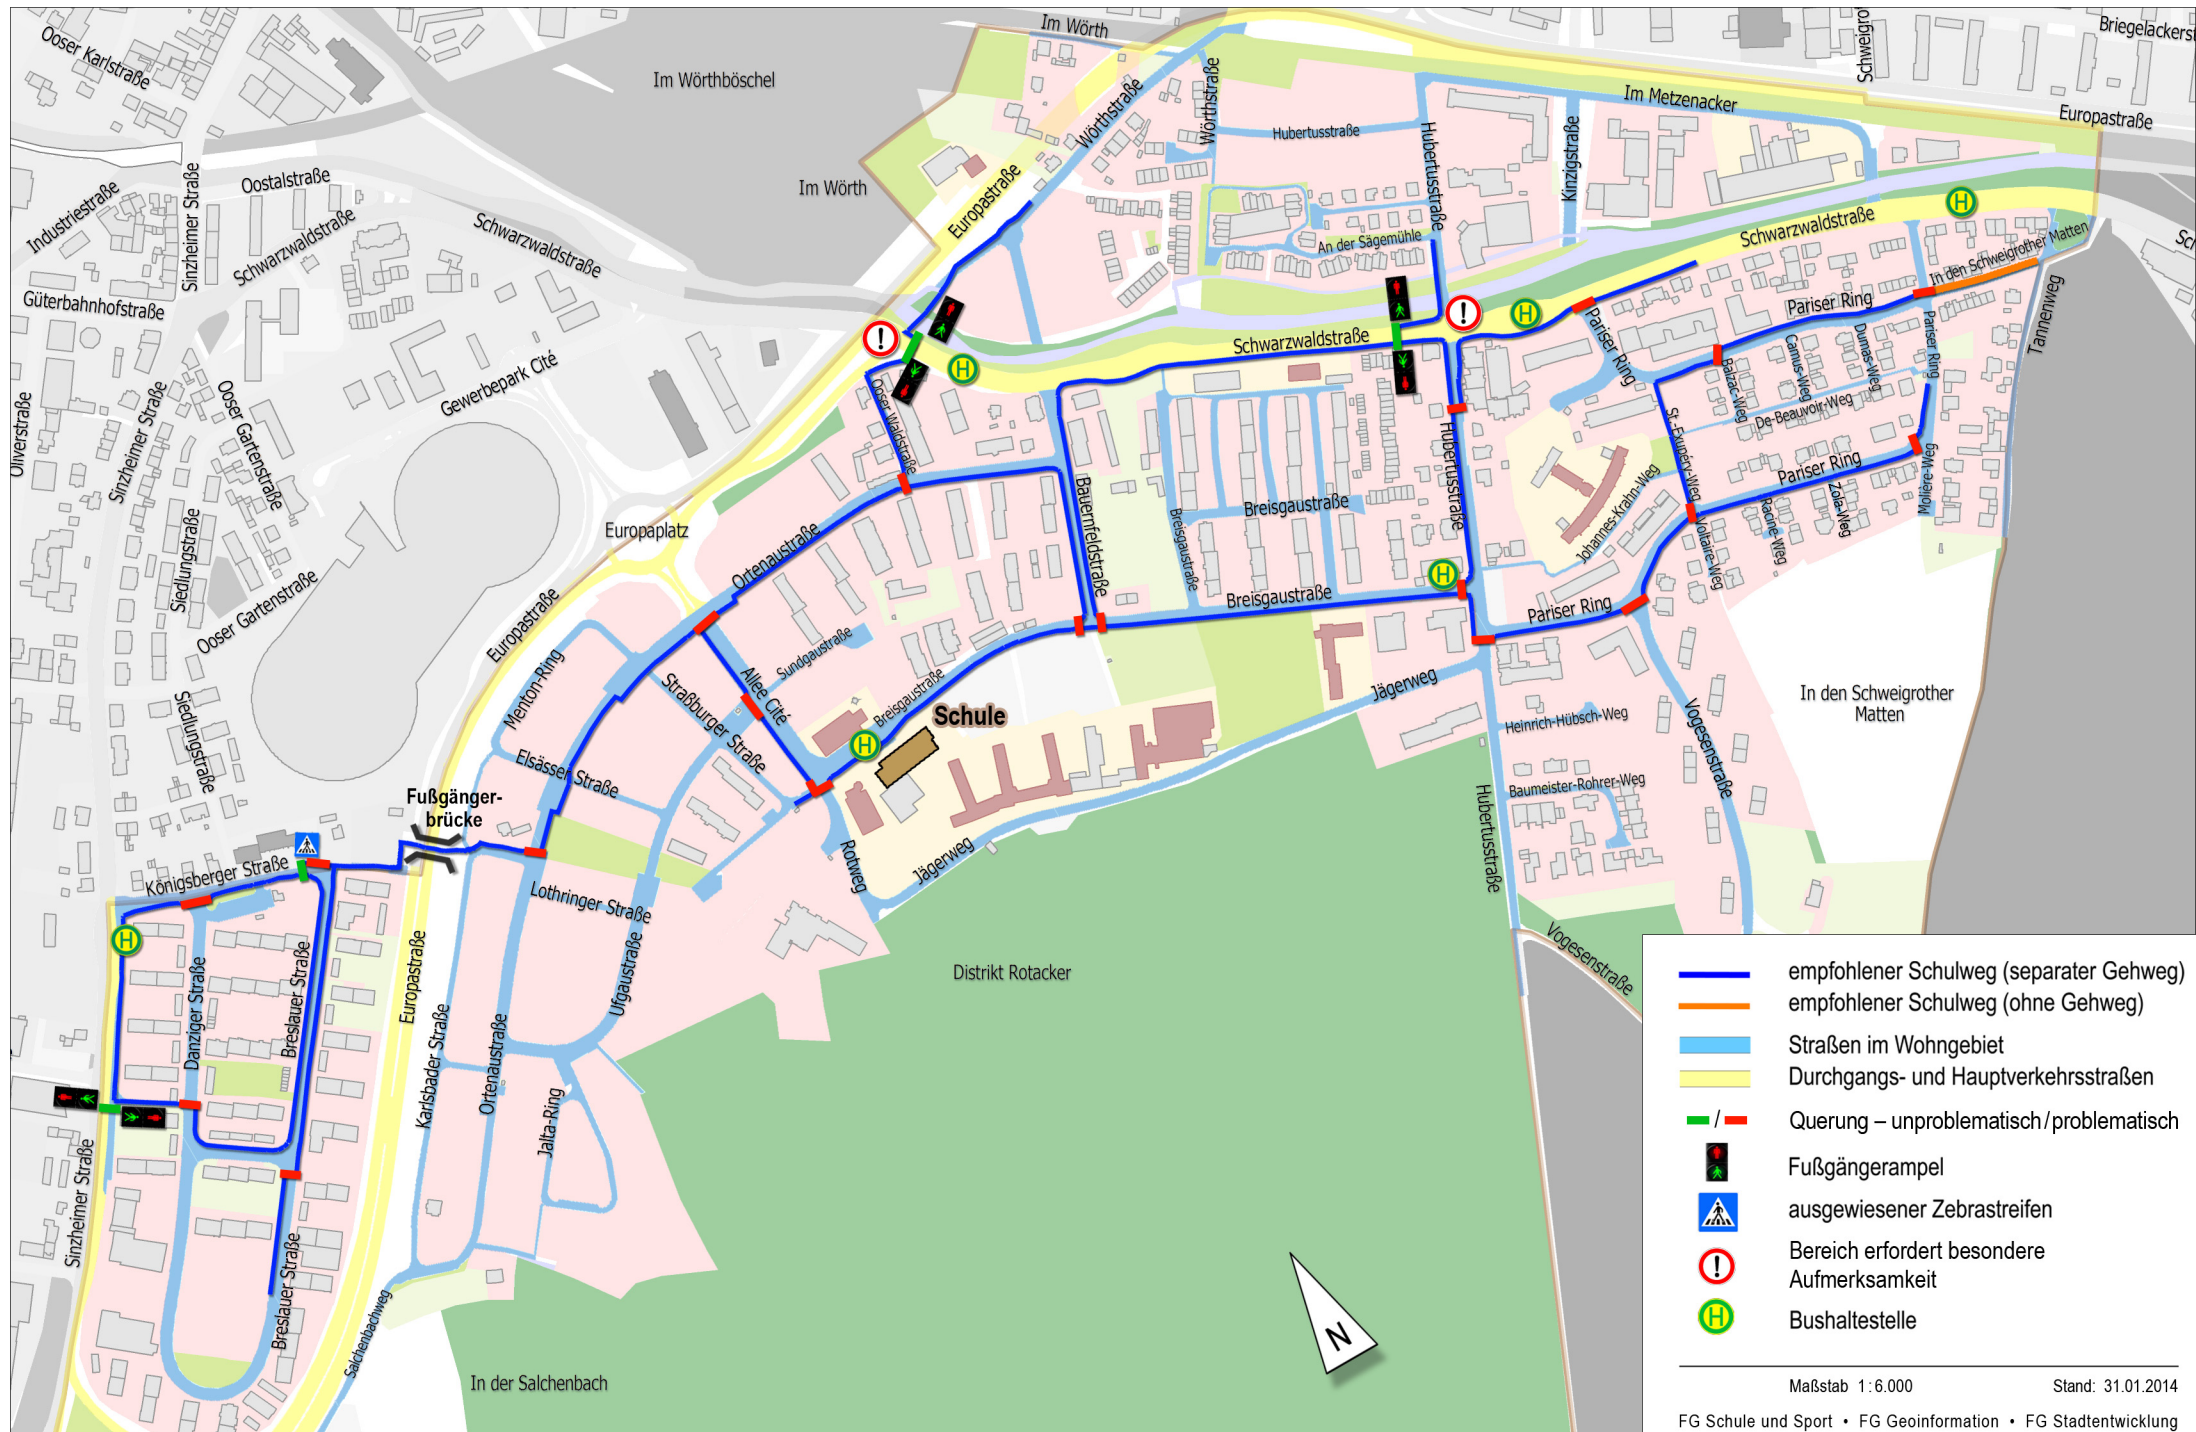 Ooser Karlstraße
Im Wörthböschel
Im Wörth
Briegelackerst
Schweigro
Im Metzenacker
Europastraße
Wörthstraße
Wörthstraße
Hubertusstraße
Hubertusstraße
Kinzigstraße
Sinzheimer Straße
Oostalstraße
Industriestraße
Schwarzwaldstraße
Schwarzwaldstraße
Im Wörth
Europastraße
An der Sägemühle
Schwarzwaldstraße
H
In den Schweigrother Matten
Sc
Güterbahnhofstraße
Tannenweg
Pariser Ring
!
!
H
H
Schwarzwaldstraße
Pariser Ring
Pariser Ring
Camus-Weg
Dumas-Weg
Balzac-Weg
De-Beauvoir-Weg
Gewerbepark Cité
Ooser Gartenstraße
Sinzheimer Straße
Oliverstraße
Ooser Waldstraße
St.-Exupéry-Weg
Hubertusstraße
Pariser Ring
Molière-Weg
Zola-Weg
Racine-Weg
Voltaire-Weg
Johannes-Krahn-Weg
Breisgaustraße
Breisgaustraße
Bauernfeldstraße
Europaplatz
Ortenaustraße
Siedlungstraße
Ooser Gartenstraße
H
Breisgaustraße
Pariser Ring
Europastraße
Menton-Ring
Sundgaustraße
Allee Cité
Straßburger Straße
Breisgaustraße
Schule
H
Jägerweg
In den Schweigrother
Matten
Vogesenstraße
Heinrich-Hübsch-Weg
Siedlungstraße
Elsässer Straße
Baumeister-Rohrer-Weg
Hubertusstraße
Fußgänger-
brücke
Rotweg
Jägerweg
Königsberger Straße
Lothringer Straße
H
Danziger Straße
Breslauer Straße
Europastraße
Ufgaustraße
Distrikt Rotacker
Vogesenstraße
Karlsbader Straße
Ortenaustraße
Jalta-Ring
Sinzheimer Straße
Breslauer Straße
Salchenbachweg
In der Salchenbach
N
empfohlener Schulweg (separater Gehweg)
empfohlener Schulweg (ohne Gehweg)
Straßen im Wohngebiet
Durchgangs- und Hauptverkehrsstraßen
/ Querung – unproblematisch/problematisch
Fußgängerampel
ausgewiesener Zebrastreifen
! Bereich erfordert besondere
Aufmerksamkeit
H Bushaltestelle
Maßstab 1:6.000 Stand: 31.01.2014
FG Schule und Sport • FG Geoinformation • FG Stadtentwicklung